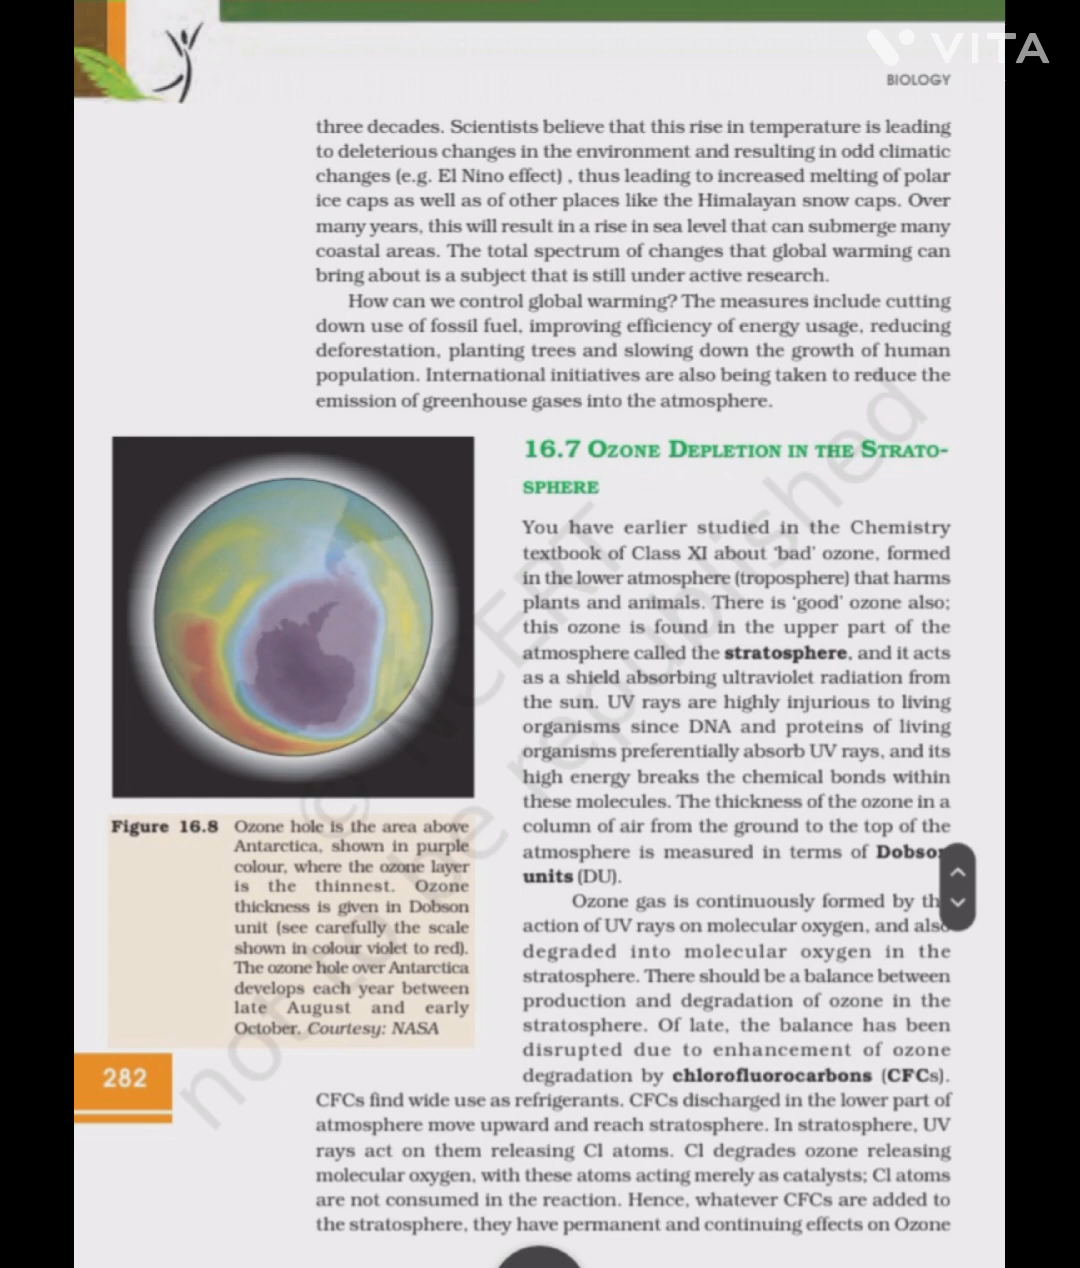 VITA
BIOLOGY
three decades. Scientists believe that this rise in temperature is leading
to deleterious changes in the environment and resulting in odd climatic
changes (e.g. El Nino effect) , thus leading to increased melting of polar
ice caps as well as of other places like the Himalayan snow caps. Over
many years, this will result in a rise in sea level that can submerge many
coastal areas. The total spectrum of changes that global warming can
bring about is a subject that is still under active research.
How can we control global warming? The measures include cutting
down use of fossil fuel, improving efficiency of energy usage, reducing
deforestation, planting trees and slowing down the growth of human
population. International initiatives are also being taken to reduce the
emission of greenhouse gases into the atmosphere.
16.7 OZONE DEPLETION IN THE STRATO-
SPHERE
You have earlier studied in the Chemistry
textbook of Class XI about 'bad' ozone, formed
in the lower atmosphere (troposphere) that harms
plants and animals. There is 'good' ozone also;
this ozone is found in the upper part of the
atmosphere called the stratosphere, and it acts
as a shield absorbing ultraviolet radiation from
the sun. UV rays are highly injurious to living
organisms since DNA and proteins of living
organisms preferentially absorb UV rays, and its
high energy breaks the chemical bonds within
these molecules. The thickness of the ozone in a
column of air from the ground to the top of the
atmosphere is measured in terms of
units (DU).
Ozone gas is continuously formed by
action of UV rays on molecular oxygen, and
degraded into molecular oxygen in the
stratosphere. There should be a balance between
production and degradation of ozone in the
stratosphere. Of late, the balance has been
disrupted due to enhancement of ozone
degradation by chlorofluorocarbons (CFCs).
CFCs find wide use as refrigerants. CFCs discharged in the lower part of
atmosphere move upward and reach stratosphere. In stratosphere, UV
rays act on them releasing Cl atoms. Cl degrades ozone releasing
molecular oxygen, with these atoms acting merely as catalysts; Cl atoms
are not consumed in the reaction. Hence, whatever CFCs are added to
the stratosphere, they have permanent and continuing effects on Ozone
Figure 16.8 Ozone hole is the area above
Antarctica, shown in purple
colour, where the ozone layer
is the thinnest. Ozone
thickness is given in Dobson
unit (see carefully the scale
shown in colour violet to red).
The ozone hole over Antarctica
develops each year between
late August and early
October. Courtesy: NASA
282
© NCERT
not to be republished